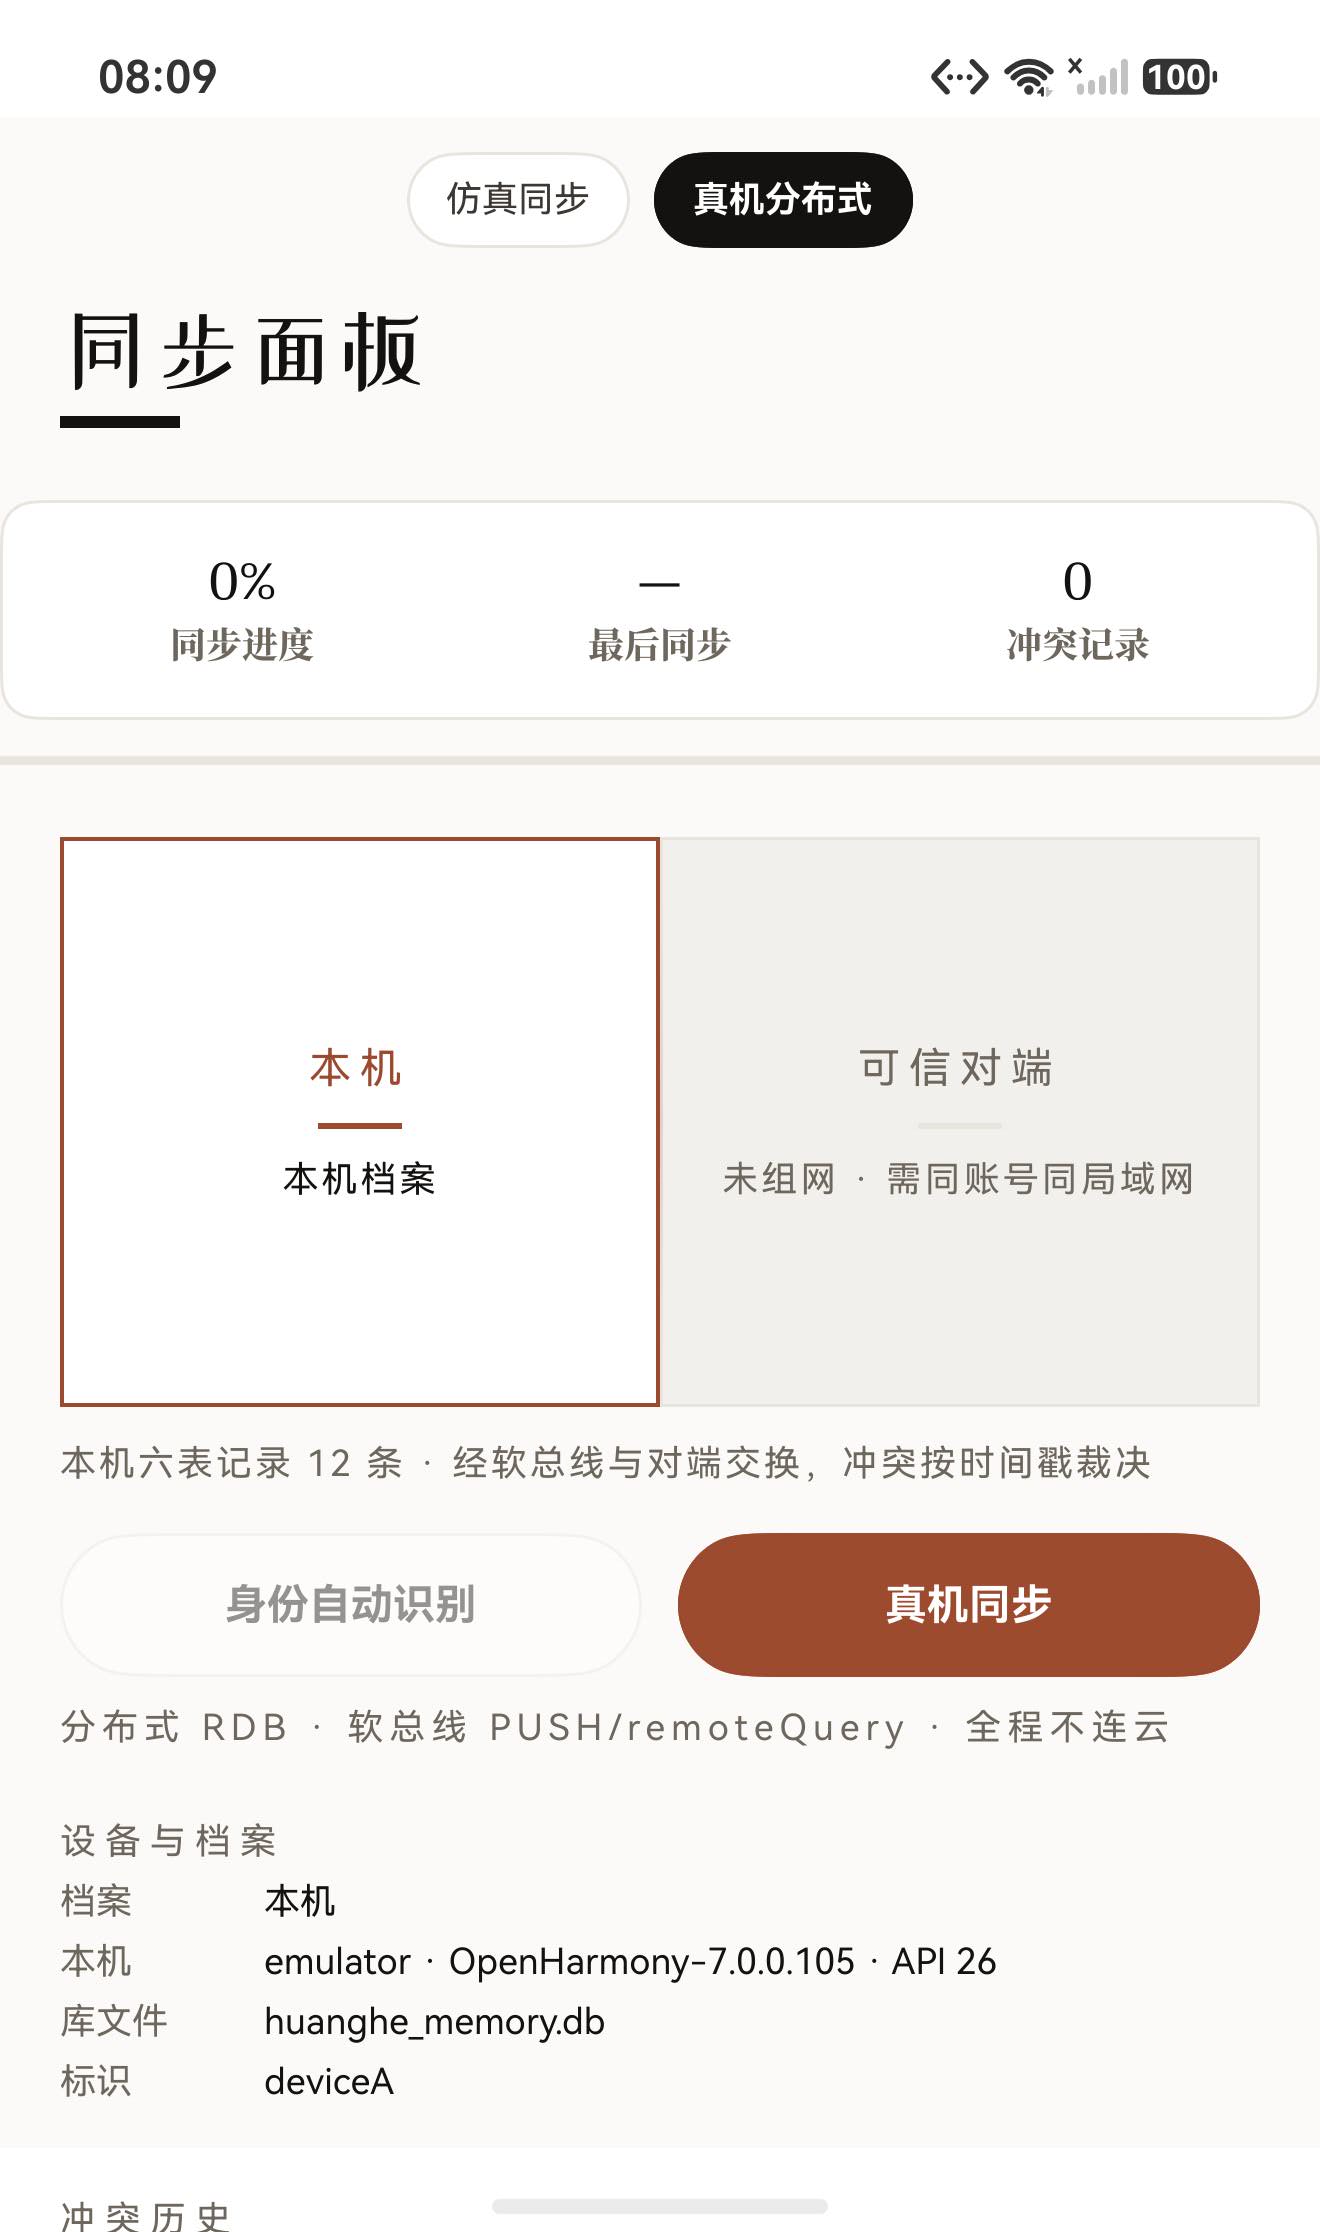 08:09
100
仿真同步 真机分布式
同步面板
0% — 0
同步进度 最后同步 冲突记录
本机 可信对端
本机档案 未组网 · 需同账号同局域网
本机六表记录 12 条 · 经软总线与对端交换，冲突按时间戳裁决
身份自动识别 真机同步
分布式 RDB · 软总线 PUSH/remoteQuery · 全程不连云
设备与档案
档案 本机
本机 emulator · OpenHarmony-7.0.0.105 · API 26
库文件 huanghe_memory.db
标识 deviceA
冲突历史